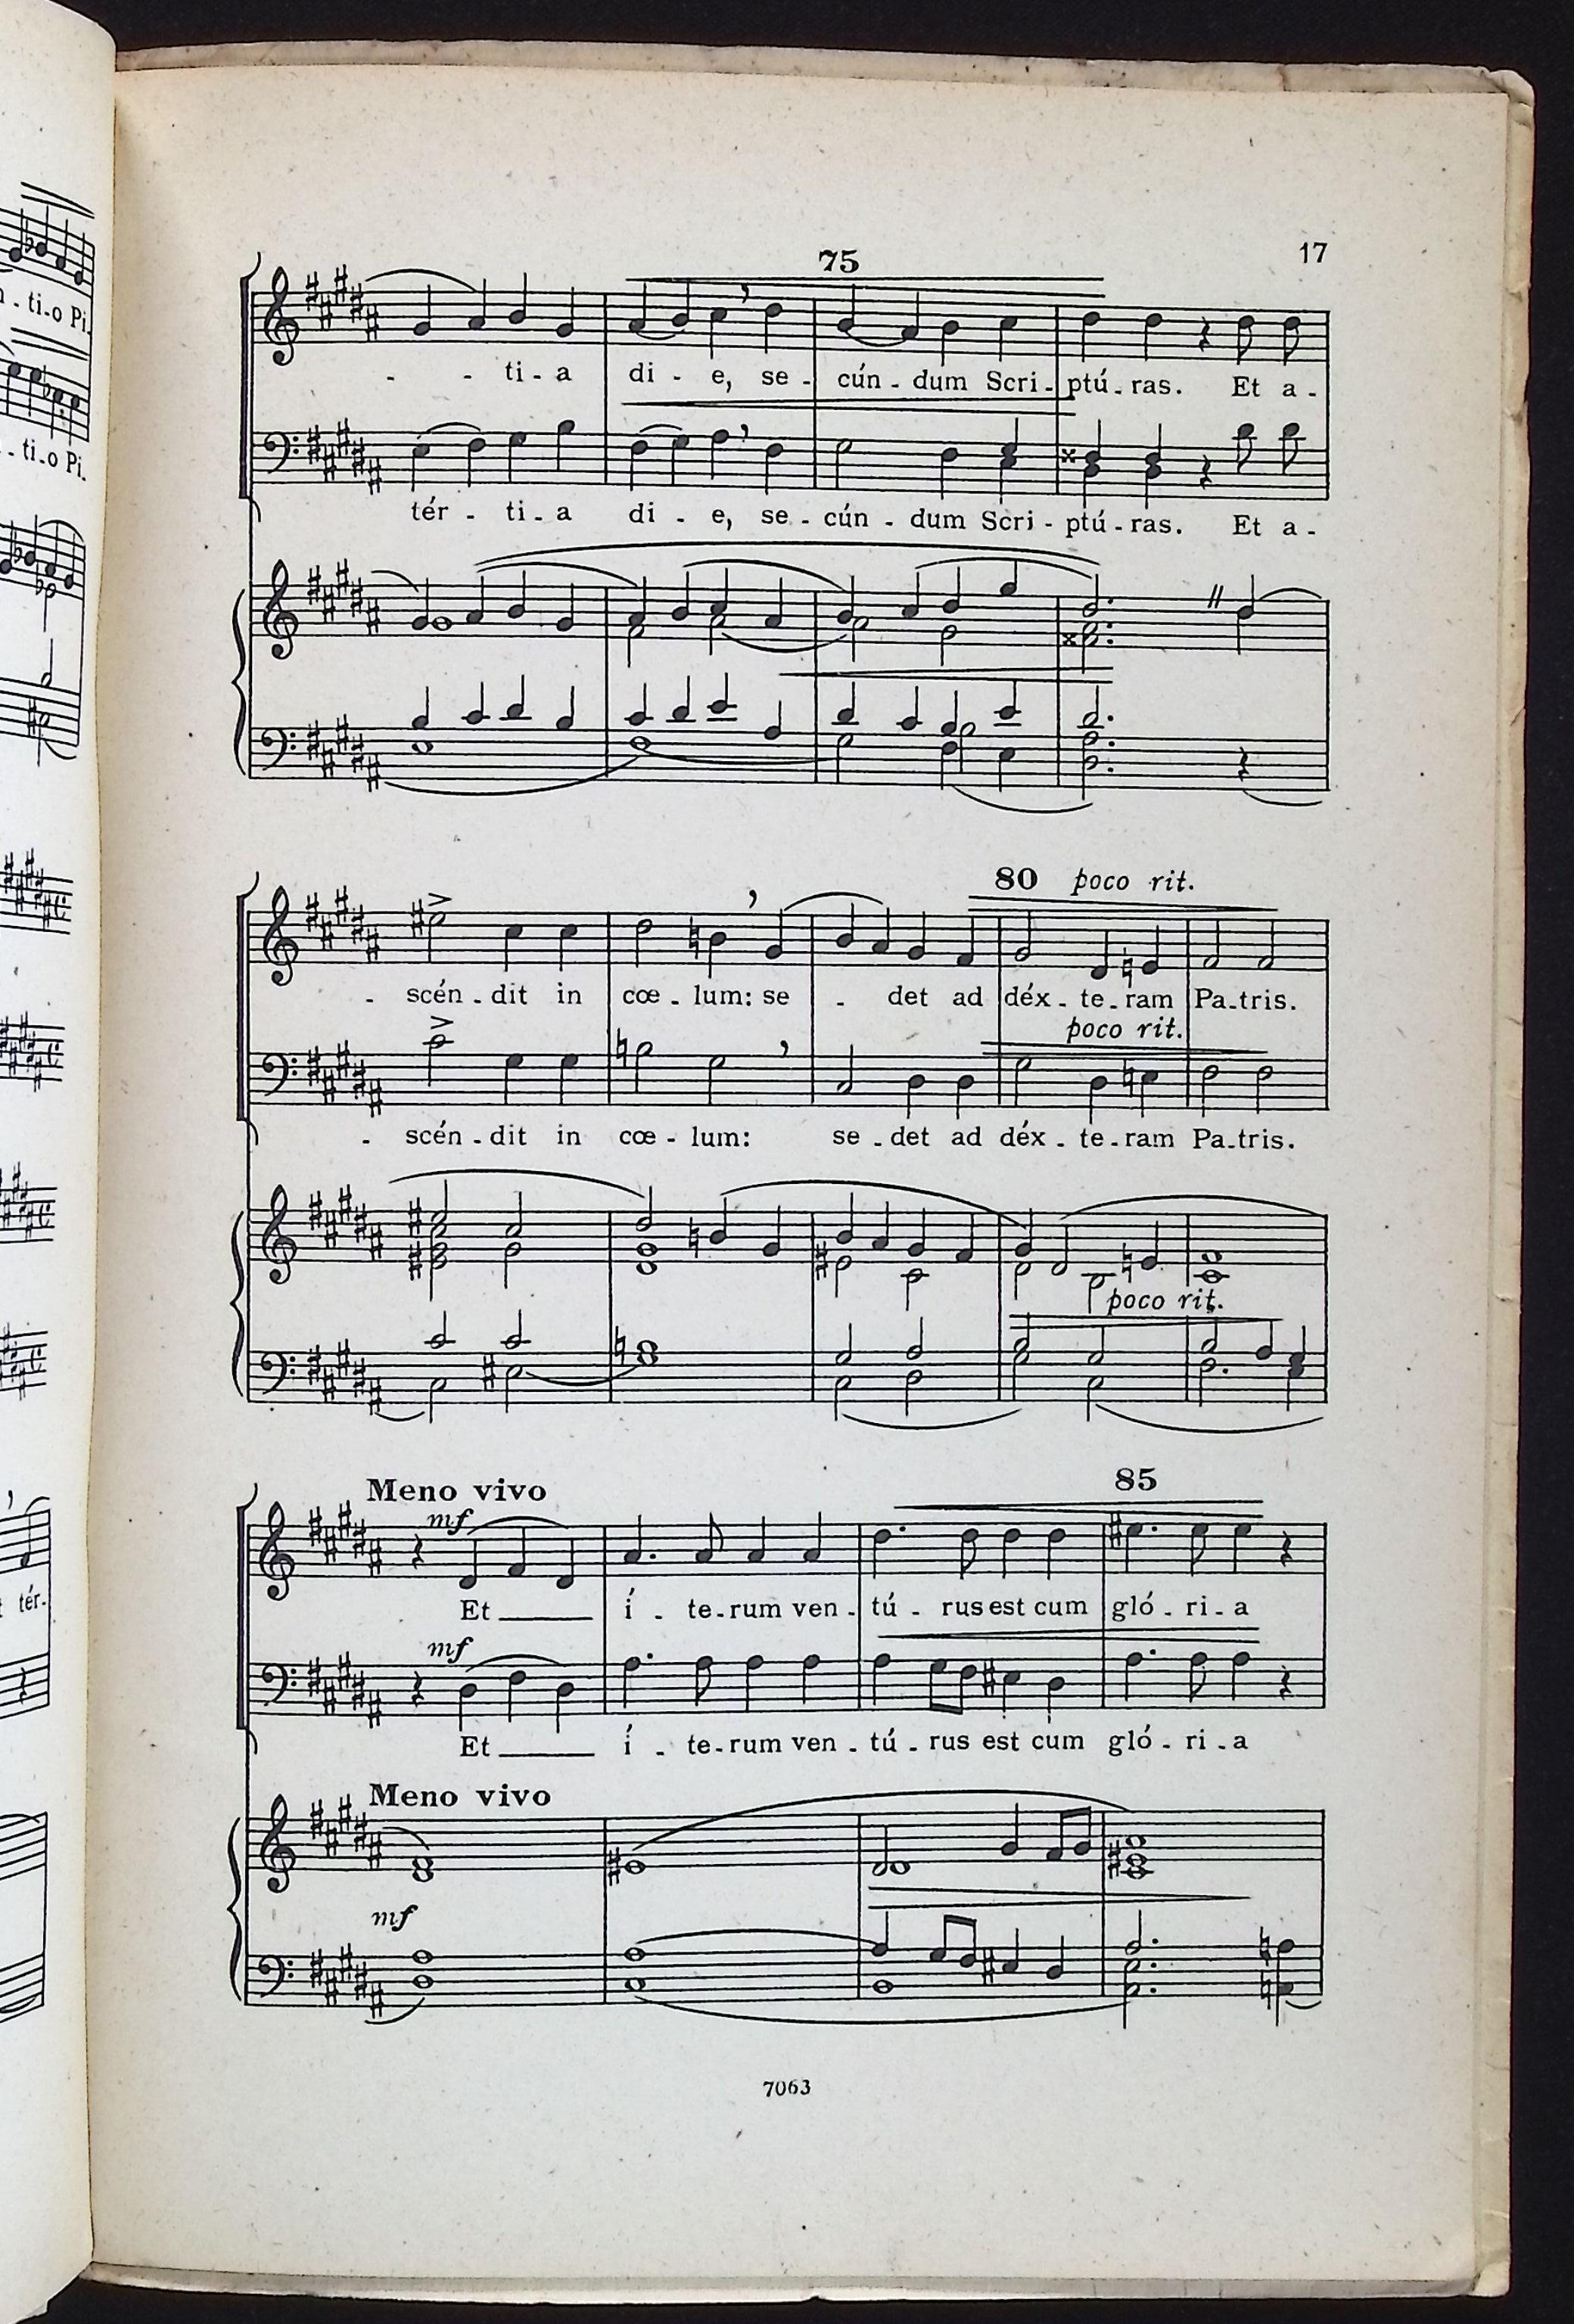 n - ti-o Pi.
- ti-o Pi.
tér-
17
75
- - ti - a di - e, se - cún - dum Scri - ptú - ras. Et a -
tér - ti - a di - e, se - cún - dum Scri - ptú - ras. Et a -
80 poco rit.
- scén - dit in cœ - lum: se - det ad déx - te - ram Pa - tris.
poco rit.
- scén - dit in cœ - lum: se - det ad déx - te - ram Pa - tris.
poco rit.
Meno vivo 85
mf
Et í - te - rum ven - tú - rus est cum gló - ri - a
mf
Et í - te - rum ven - tú - rus est cum gló - ri - a
Meno vivo
mf
7063